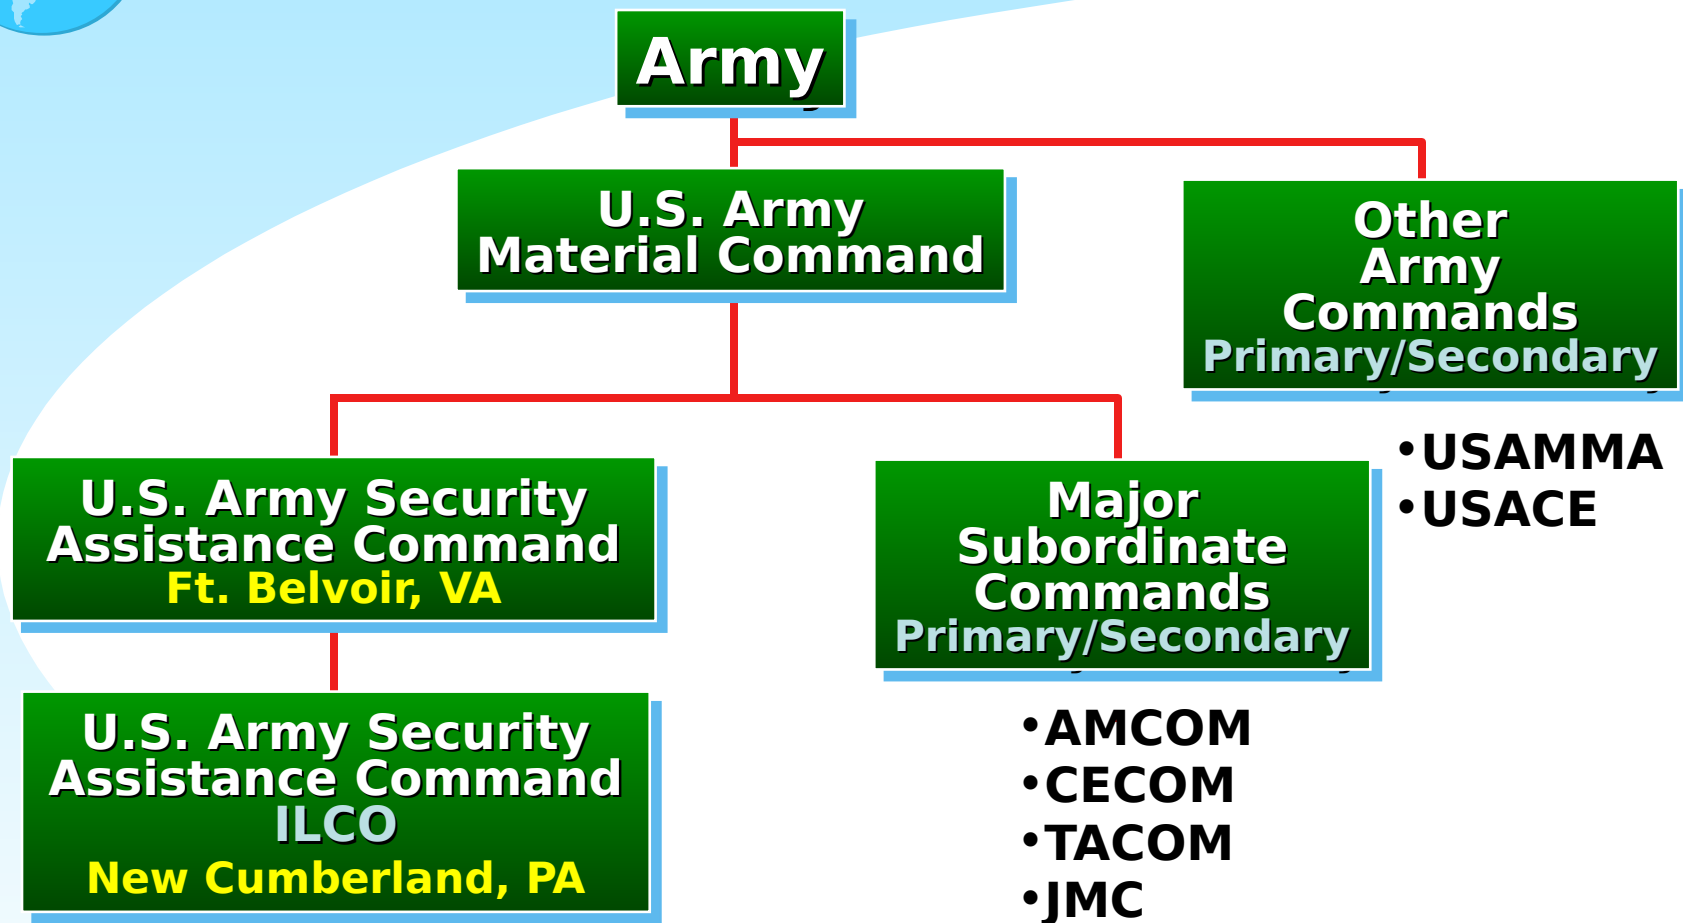 Army
U.S. Army
Material Command
Other
Army
Commands
Primary/Secondary
•USAMMA
•USACE
U.S. Army Security
Assistance Command
Ft. Belvoir, VA
Major
Subordinate
Commands
Primary/Secondary
•AMCOM
•CECOM
•TACOM
•JMC
U.S. Army Security
Assistance Command
ILCO
New Cumberland, PA